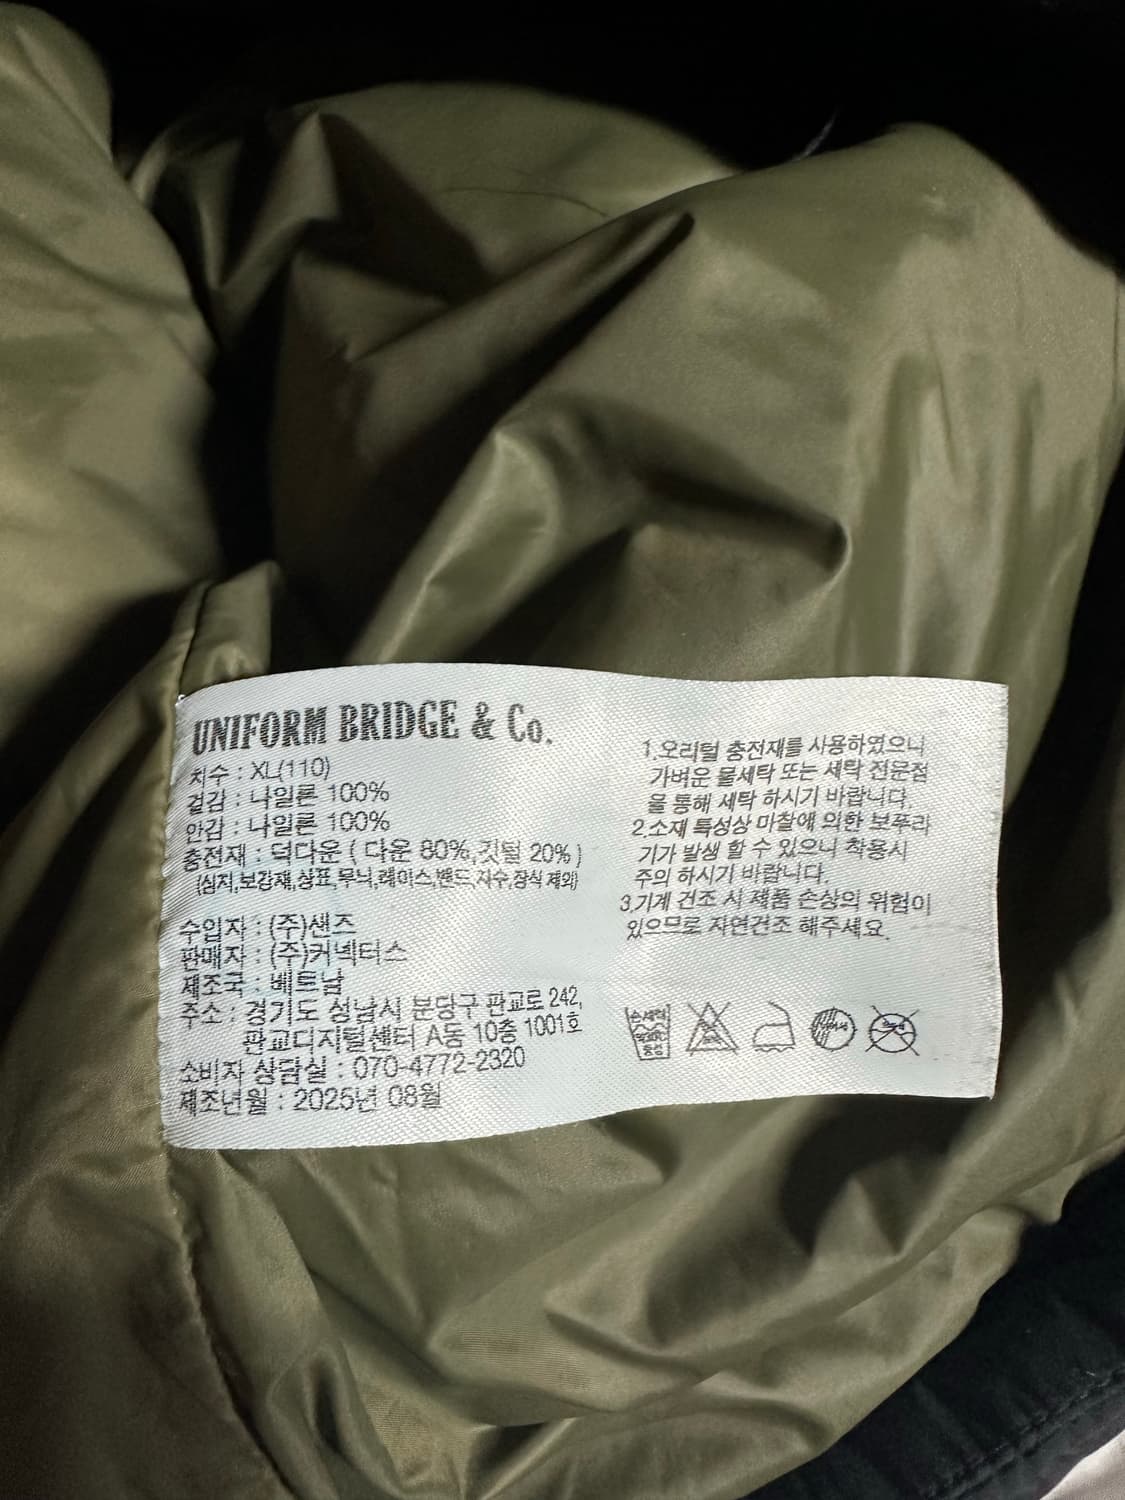 UNIFORM BRIDGE & Co.
치수 : XL(110)
겉감 : 나일론 100%
안감 : 나일론 100%
충전재 : 덕다운 ( 다운 80%,깃털 20% )
(심지,보강재,상표,무늬,레이스,밴드,자수,장식 제외)
수입자 : (주)샌즈
판매자 : (주)커넥터스
제조국 : 베트남
주소 : 경기도 성남시 분당구 판교로 242,
판교디지털센터 A동 10층 1001호
소비자 상담실 : 070-4772-2320
제조년월 : 2025년 08월
1.오리털 충전재를 사용하였으니
가벼운 물세탁 또는 세탁 전문점
을 통해 세탁 하시기 바랍니다.
2.소재 특성상 마찰에 의한 보푸라
기가 발생 할 수 있으니 착용시
주의 하시기 바랍니다.
3.기계 건조 시 제품 손상의 위험이
있으므로 자연건조 해주세요.